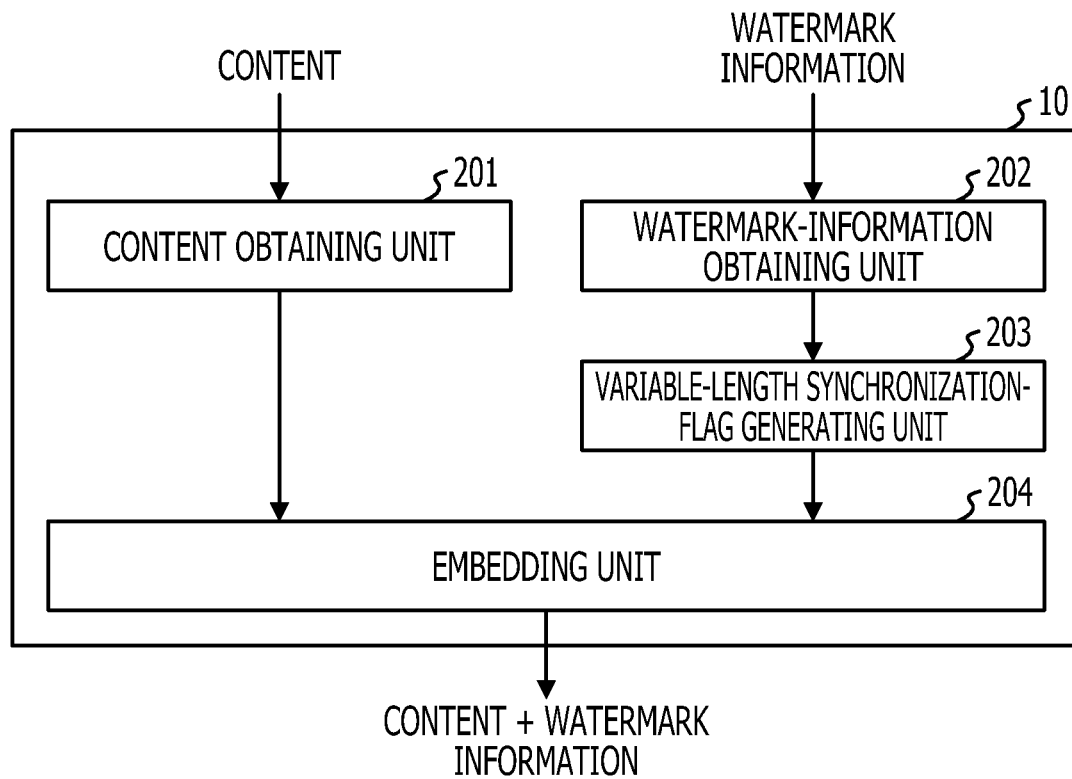 CONTENT
WATERMARK
INFORMATION
10
201
202
CONTENT OBTAINING UNIT
WATERMARK-INFORMATION
OBTAINING UNIT
203
VARIABLE-LENGTH SYNCHRONIZATION-
FLAG GENERATING UNIT
204
EMBEDDING UNIT
CONTENT + WATERMARK
INFORMATION